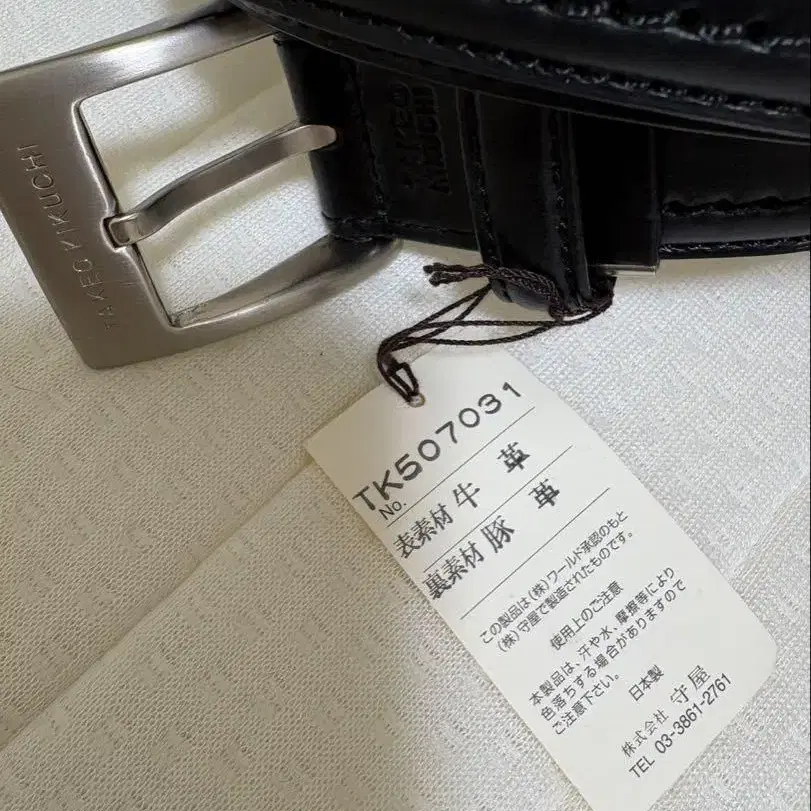 TAKEO KIKUCHI
TAKEO
KIKUCHI
No. TK507031
表素材 牛 革
裏素材 豚 革
この製品は(株)ワールド承認のもと
(株)守屋で製造されたものです。
使用上のご注意
本製品は、汗や水、摩擦等により
色落ちする場合がありますので
ご注意下さい。
日本製
株式会社 守屋
TEL 03-3861-2761